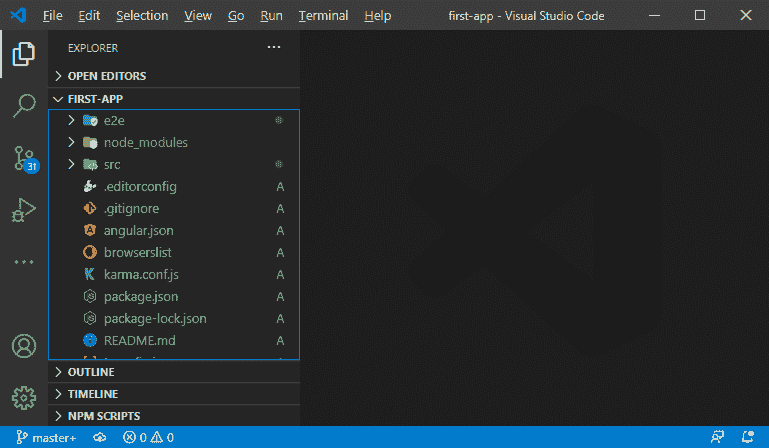 File Edit Selection View Go Run Terminal Help first-app - Visual Studio Code
EXPLORER
OPEN EDITORS
FIRST-APP
e2e
node_modules
src
.editorconfig A
.gitignore A
angular.json A
browserslist A
karma.conf.js A
package.json A
package-lock.json A
README.md A
31
OUTLINE
TIMELINE
NPM SCRIPTS
master+ 0 0